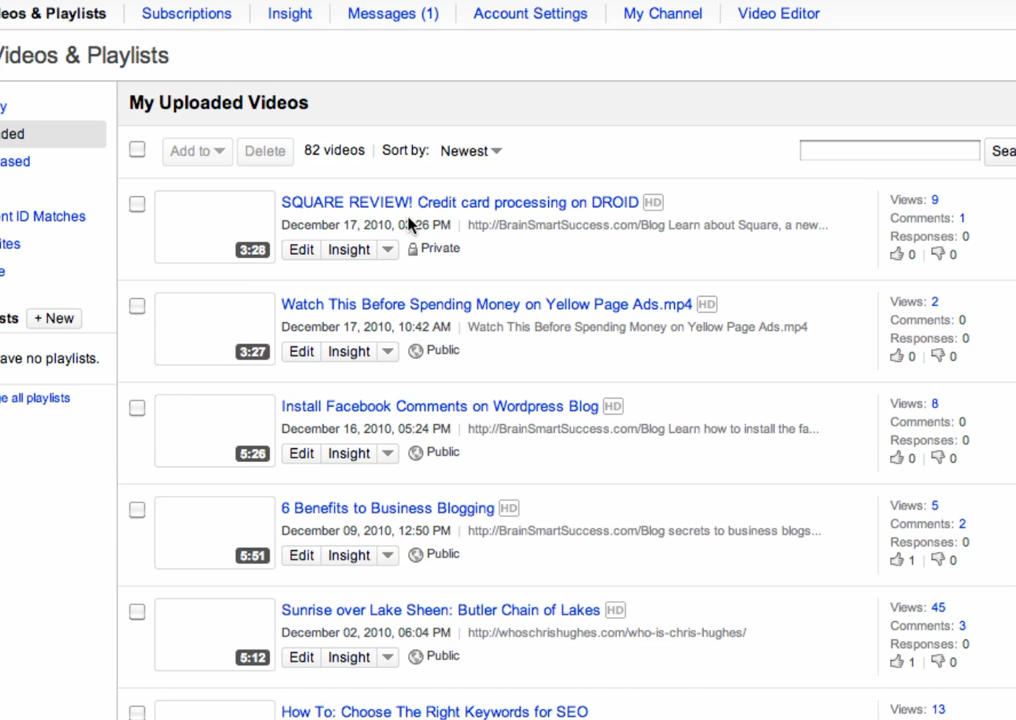 eos & Playlists | Subscriptions | Insight | Messages (1) | Account Settings | My Channel | Video Editor
Videos & Playlists
y
ded
ased
nt ID Matches
ites
e
sts + New
ave no playlists.
e all playlists
My Uploaded Videos
Add to Delete 82 videos | Sort by: Newest Sea
SQUARE REVIEW! Credit card processing on DROID HD
December 17, 2010, :26 PM | http://BrainSmartSuccess.com/Blog Learn about Square, a new...
3:28 Edit Insight Private
Views: 9
Comments: 1
Responses: 0
0 | 0
Watch This Before Spending Money on Yellow Page Ads.mp4 HD
December 17, 2010, 10:42 AM | Watch This Before Spending Money on Yellow Page Ads.mp4
3:27 Edit Insight Public
Views: 2
Comments: 0
Responses: 0
0 | 0
Install Facebook Comments on Wordpress Blog HD
December 16, 2010, 05:24 PM | http://BrainSmartSuccess.com/Blog Learn how to install the fa...
5:26 Edit Insight Public
Views: 8
Comments: 0
Responses: 0
0 | 0
6 Benefits to Business Blogging HD
December 09, 2010, 12:50 PM | http://BrainSmartSuccess.com/Blog secrets to business blogs...
5:51 Edit Insight Public
Views: 5
Comments: 2
Responses: 0
1 | 0
Sunrise over Lake Sheen: Butler Chain of Lakes HD
December 02, 2010, 06:04 PM | http://whoschrishughes.com/who-is-chris-hughes/
5:12 Edit Insight Public
Views: 45
Comments: 3
Responses: 0
1 | 0
How To: Choose The Right Keywords for SEO
Views: 13